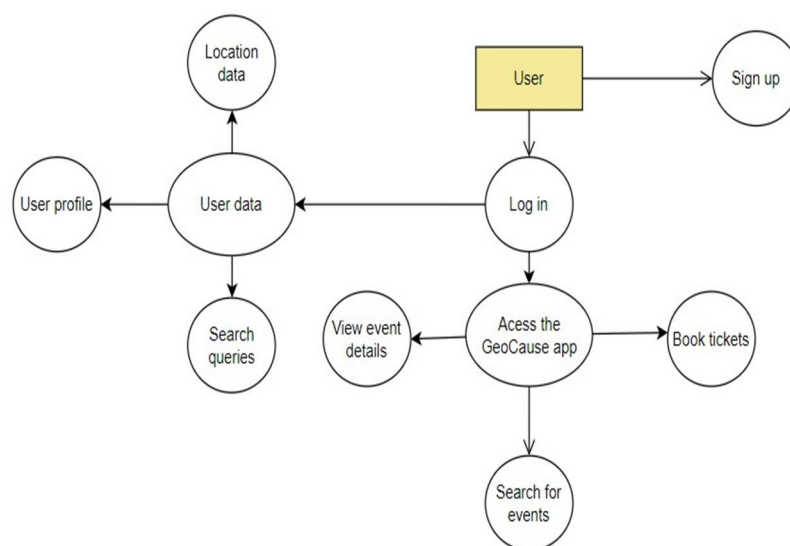 Location
data
User
Sign up
User profile
User data
Log in
Search
queries
View event
details
Acess the
GeoCause app
Book tickets
Search for
events